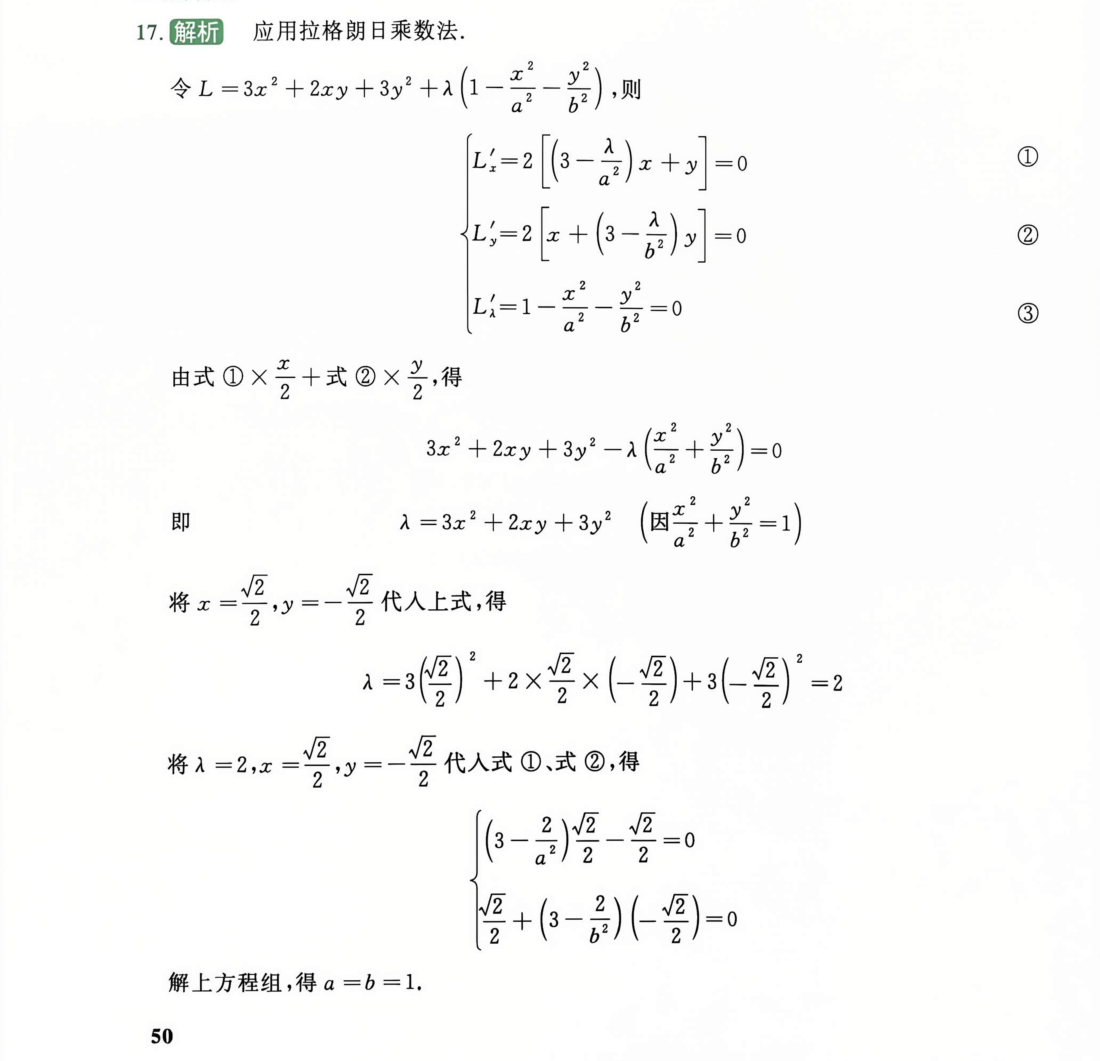 17. 解析 应用拉格朗日乘数法.
令 L = 3x² + 2xy + 3y² + λ(1 − x²/a² − y²/b²),则
L′ₓ = 2[(3 − λ/a²)x + y] = 0 ①
L′ᵧ = 2[x + (3 − λ/b²)y] = 0 ②
L′_λ = 1 − x²/a² − y²/b² = 0 ③
由式 ① × x/2 + 式 ② × y/2,得
3x² + 2xy + 3y² − λ(x²/a² + y²/b²) = 0
即 λ = 3x² + 2xy + 3y² (因 x²/a² + y²/b² = 1)
将 x = √2/2, y = −√2/2 代入上式,得
λ = 3(√2/2)² + 2 × √2/2 × (−√2/2) + 3(−√2/2)² = 2
将 λ = 2, x = √2/2, y = −√2/2 代入式 ①、式 ②,得
(3 − 2/a²)√2/2 − √2/2 = 0
√2/2 + (3 − 2/b²)(−√2/2) = 0
解上方程组,得 a = b = 1.
50